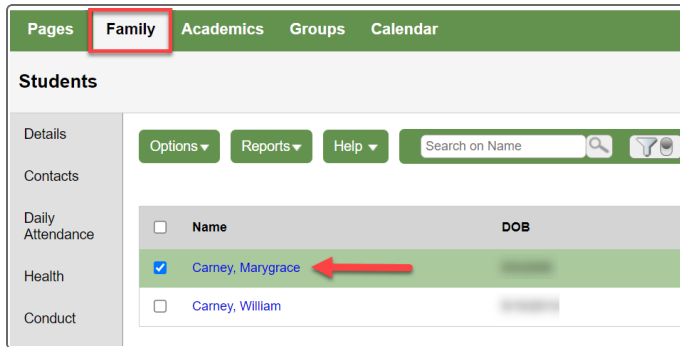 Pages Family Academics Groups Calendar
Students
Details
Contacts
Daily
Attendance
Health
Conduct
Options Reports Help Search on Name
Name DOB
Carney, Marygrace
Carney, William